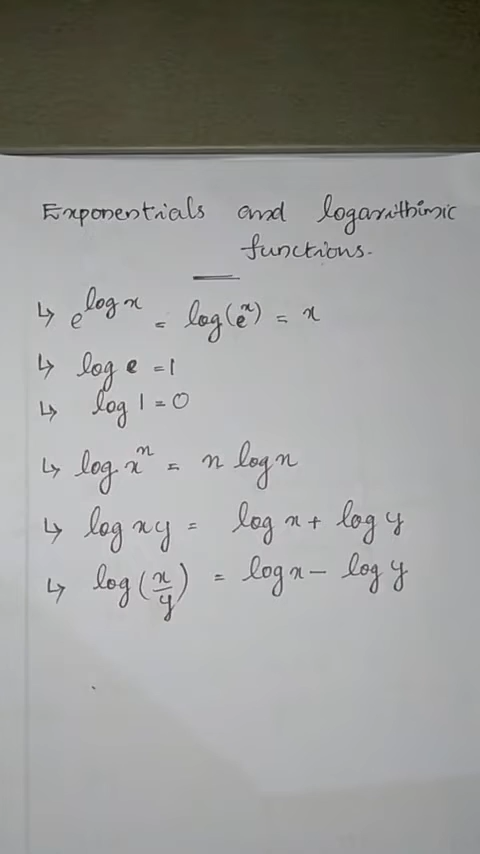 Exponentials and logarithimic
functions.
↳ e^{log x} = log(e^x) = x
↳ log e = 1
↳ log 1 = 0
↳ log x^n = n log x
↳ log xy = log x + log y
↳ log(x/y) = log x - log y